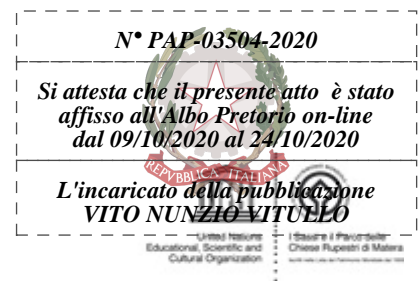 N° PAP-03504-2020
Si attesta che il presente atto è stato
affisso all'Albo Pretorio on-line
dal 09/10/2020 al 24/10/2020
REPVBBLICA ITALIANA
L'incaricato della pubblicazione
VITO NUNZIO VITULLO
United Nations
Educational, Scientific and
Cultural Organization
I Sassi e il Parco delle
Chiese Rupestri di Matera